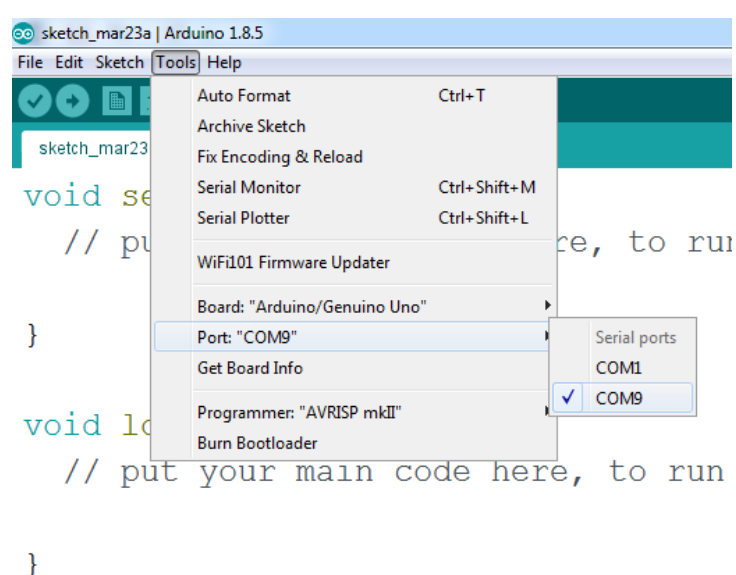 sketch_mar23a | Arduino 1.8.5
File Edit Sketch Tools Help
Auto Format Ctrl+T
Archive Sketch
sketch_mar23
Fix Encoding & Reload
Serial Monitor Ctrl+Shift+M
void se
Serial Plotter Ctrl+Shift+L
// pu re, to run
WiFi101 Firmware Updater
Board: "Arduino/Genuino Uno"
} Port: "COM9" Serial ports
Get Board Info COM1
COM9
Programmer: "AVRISP mkII"
void lo
Burn Bootloader
// put your main code here, to run
}